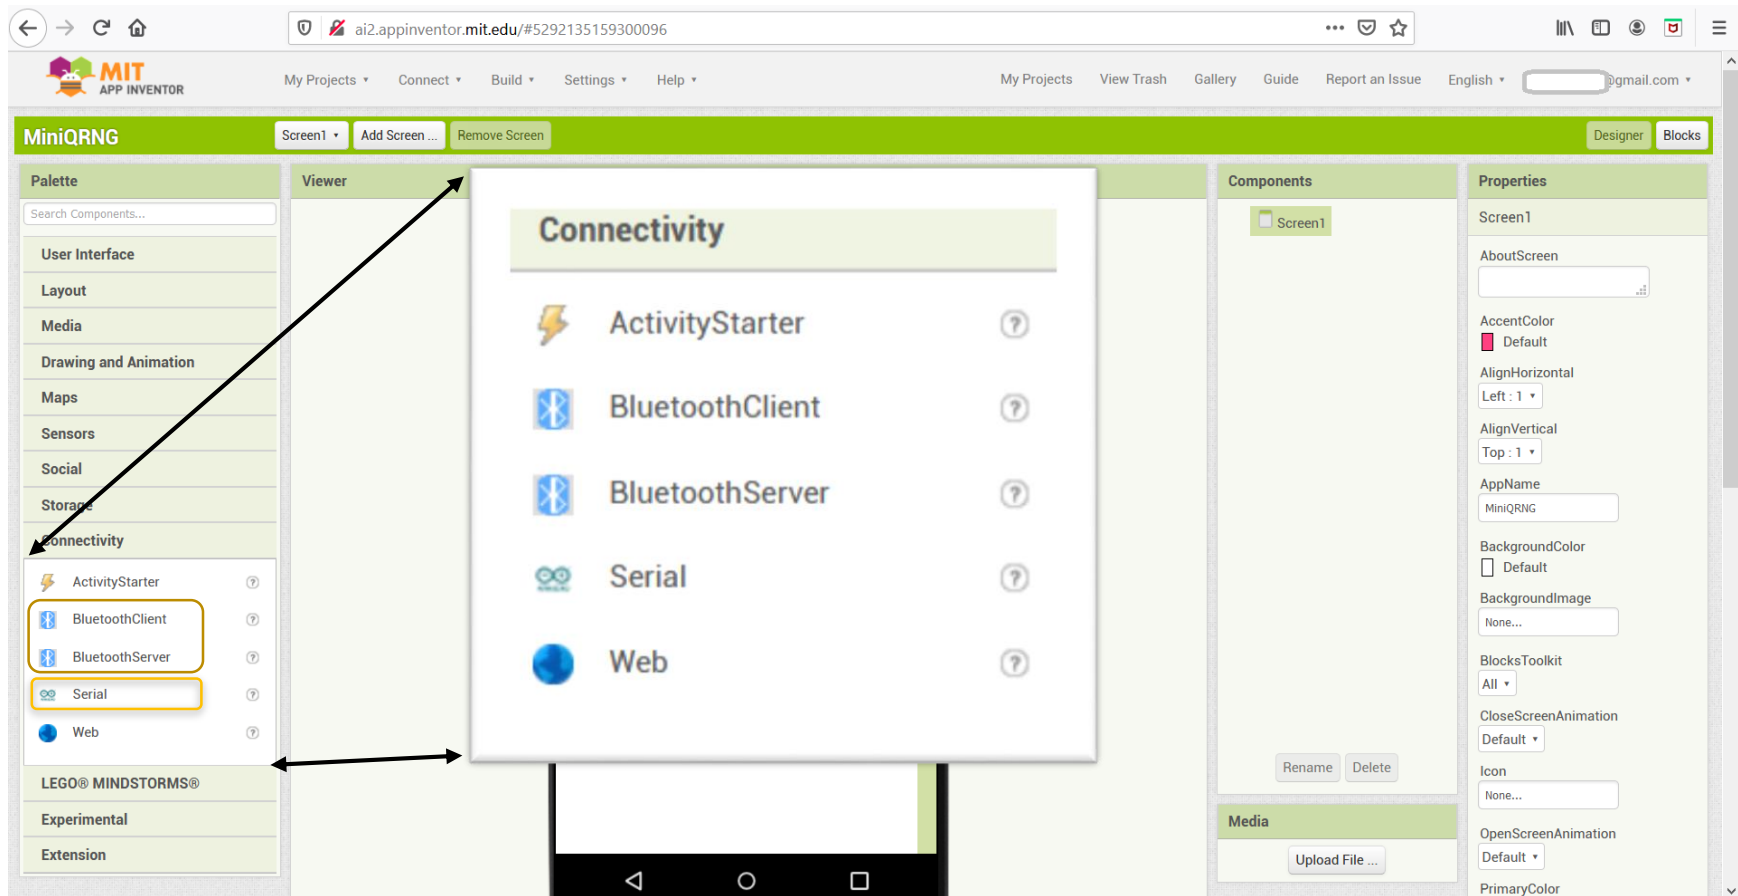 ai2.appinventor.mit.edu/#5292135159300096
MIT
APP INVENTOR
My Projects Connect Build Settings Help My Projects View Trash Gallery Guide Report an Issue English @gmail.com
MiniQRNG Screen1 Add Screen ... Remove Screen Designer Blocks
Palette
Search Components...
User Interface
Layout
Media
Drawing and Animation
Maps
Sensors
Social
Storage
Connectivity
ActivityStarter
BluetoothClient
BluetoothServer
Serial
Web
LEGO® MINDSTORMS®
Experimental
Extension
Viewer
Connectivity
ActivityStarter
BluetoothClient
BluetoothServer
Serial
Web
Components
Screen1
Rename Delete
Media
Upload File ...
Properties
Screen1
AboutScreen
AccentColor
Default
AlignHorizontal
Left : 1
AlignVertical
Top : 1
AppName
MiniQRNG
BackgroundColor
Default
BackgroundImage
None...
BlocksToolkit
All
CloseScreenAnimation
Default
Icon
None...
OpenScreenAnimation
Default
PrimaryColor